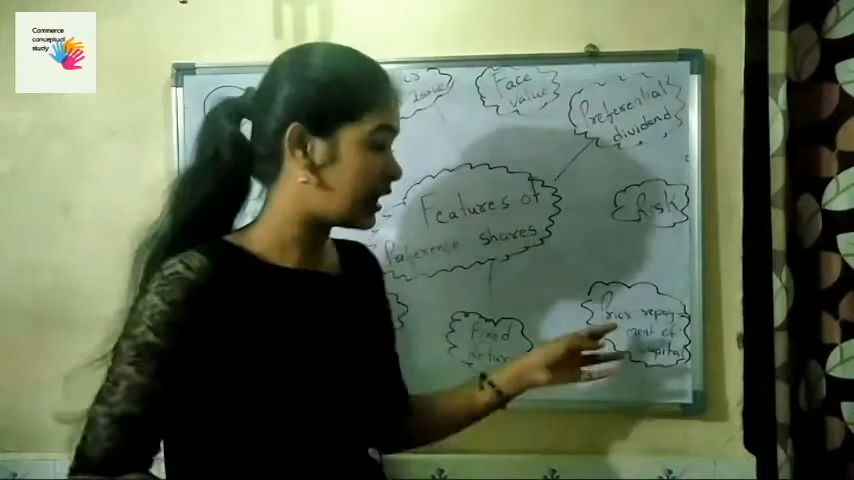 Commerce
conceptual
study
Issue
Face
value
Preferential
dividend
Features of
Preference shares
Risk
Prior repay-
ment of
capital
Fixed
return